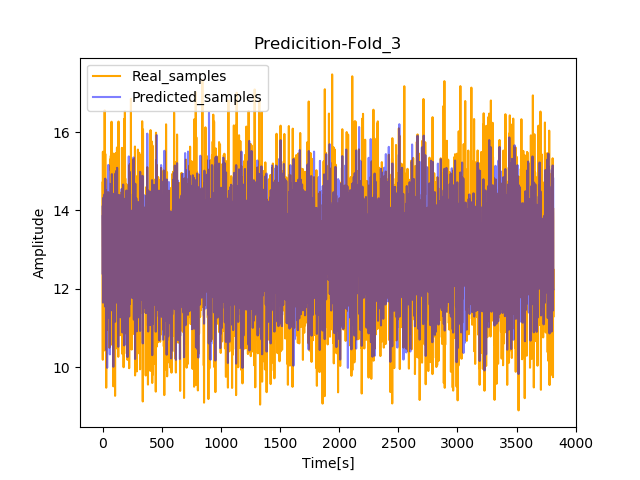 Predicition-Fold_3
Real_samples
Predicted_samples
Amplitude
16
14
12
10
0 500 1000 1500 2000 2500 3000 3500 4000
Time[s]